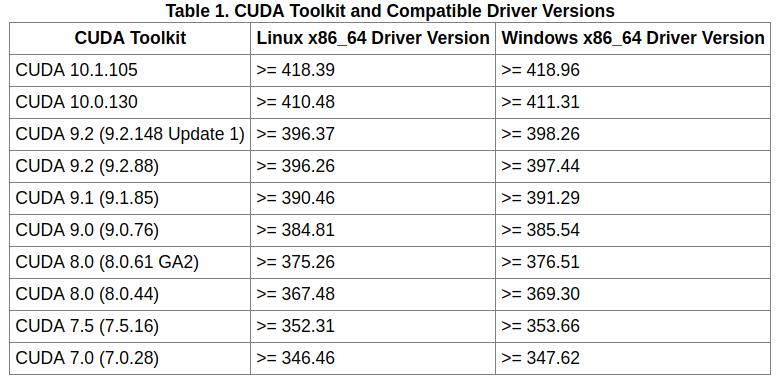 Table 1. CUDA Toolkit and Compatible Driver Versions
CUDA Toolkit Linux x86_64 Driver Version Windows x86_64 Driver Version
CUDA 10.1.105 >= 418.39 >= 418.96
CUDA 10.0.130 >= 410.48 >= 411.31
CUDA 9.2 (9.2.148 Update 1) >= 396.37 >= 398.26
CUDA 9.2 (9.2.88) >= 396.26 >= 397.44
CUDA 9.1 (9.1.85) >= 390.46 >= 391.29
CUDA 9.0 (9.0.76) >= 384.81 >= 385.54
CUDA 8.0 (8.0.61 GA2) >= 375.26 >= 376.51
CUDA 8.0 (8.0.44) >= 367.48 >= 369.30
CUDA 7.5 (7.5.16) >= 352.31 >= 353.66
CUDA 7.0 (7.0.28) >= 346.46 >= 347.62